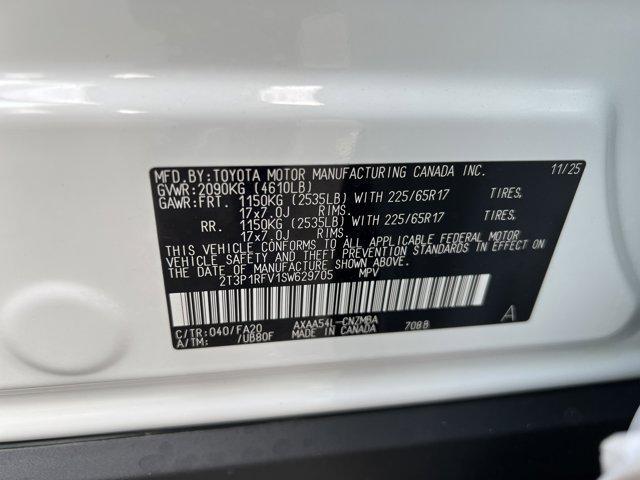 MFD.BY:TOYOTA MOTOR MANUFACTURING CANADA INC. 11/25
GVWR:2090KG (4610LB)
GAWR:FRT. 1150KG (2535LB) WITH 225/65R17 TIRES,
17x7.0J RIMS.
RR. 1150KG (2535LB) WITH 225/65R17 TIRES,
17x7.0J RIMS.
THIS VEHICLE CONFORMS TO ALL APPLICABLE FEDERAL MOTOR
VEHICLE SAFETY AND THEFT PREVENTION STANDARDS IN EFFECT ON
THE DATE OF MANUFACTURE SHOWN ABOVE.
2T3P1RFV1SW629705 MPV
C/TR:040/FA20 AXAA54L-CNZMBA 708B A
A/TM: /UB80F MADE IN CANADA